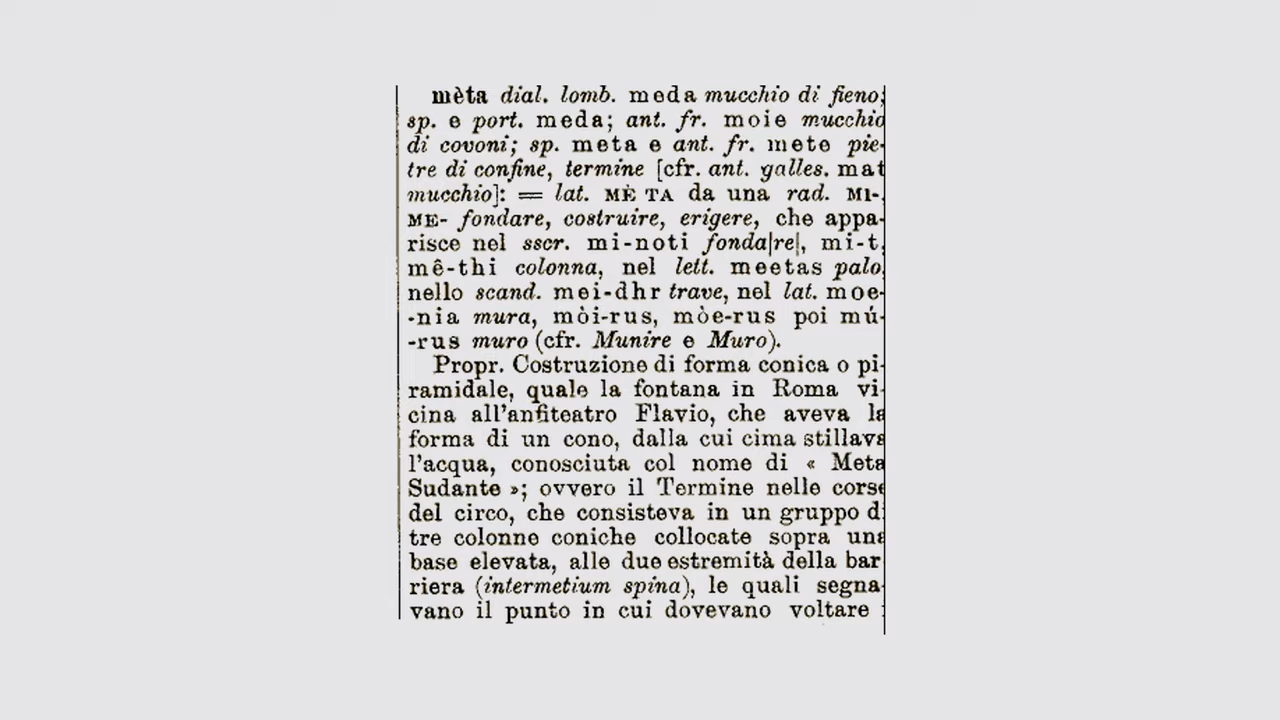 mèta dial. lomb. meda mucchio di fieno;
sp. e port. meda; ant. fr. moie mucchio
di covoni; sp. meta e ant. fr. mete pie-
tre di confine, termine [cfr. ant. galles. mat
mucchio]: = lat. MÈTA da una rad. MI-,
ME- fondare, costruire, erigere, che appa-
risce nel sscr. mi-noti fonda|re|, mi-t,
mê-thi colonna, nel lett. meetas palo,
nello scand. mei-dhr trave, nel lat. moe-
-nia mura, mòi-rus, mòe-rus poi mú-
-rus muro (cfr. Munire e Muro).
Propr. Costruzione di forma conica o pi-
ramidale, quale la fontana in Roma vi-
cina all'anfiteatro Flavio, che aveva la
forma di un cono, dalla cui cima stillava
l'acqua, conosciuta col nome di « Meta
Sudante »; ovvero il Termine nelle corse
del circo, che consisteva in un gruppo di
tre colonne coniche collocate sopra una
base elevata, alle due estremità della bar-
riera (intermetium spina), le quali segna-
vano il punto in cui dovevano voltare